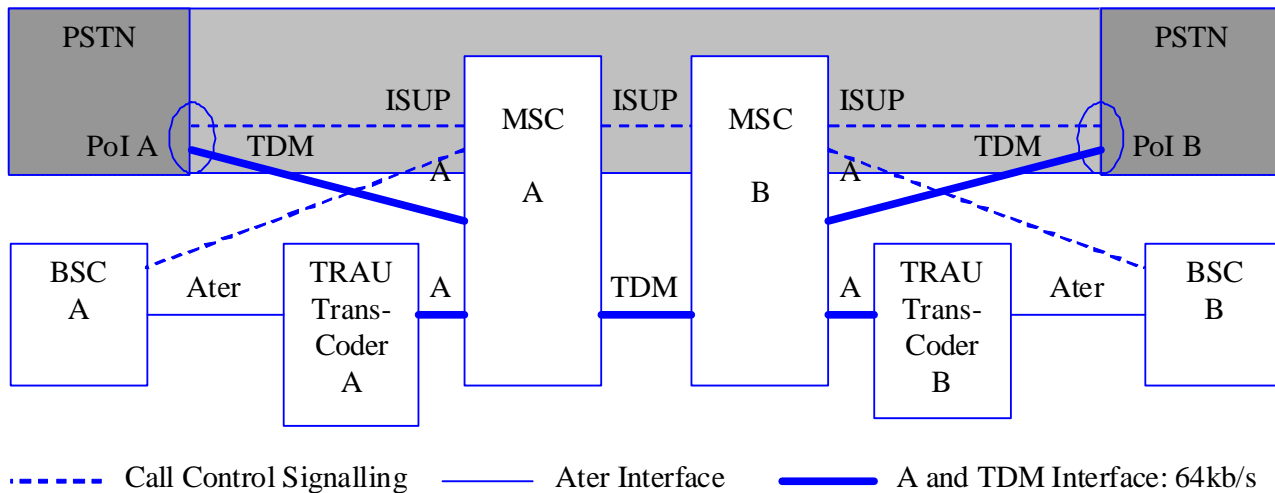 PSTN
PSTN
ISUP
ISUP
ISUP
MSC
A
MSC
B
PoI A
TDM
TDM
PoI B
A
A
BSC
A
Ater
TRAU
Trans-
Coder
A
A
TDM
A
TRAU
Trans-
Coder
B
Ater
BSC
B
Call Control Signalling
Ater Interface
A and TDM Interface: 64kb/s